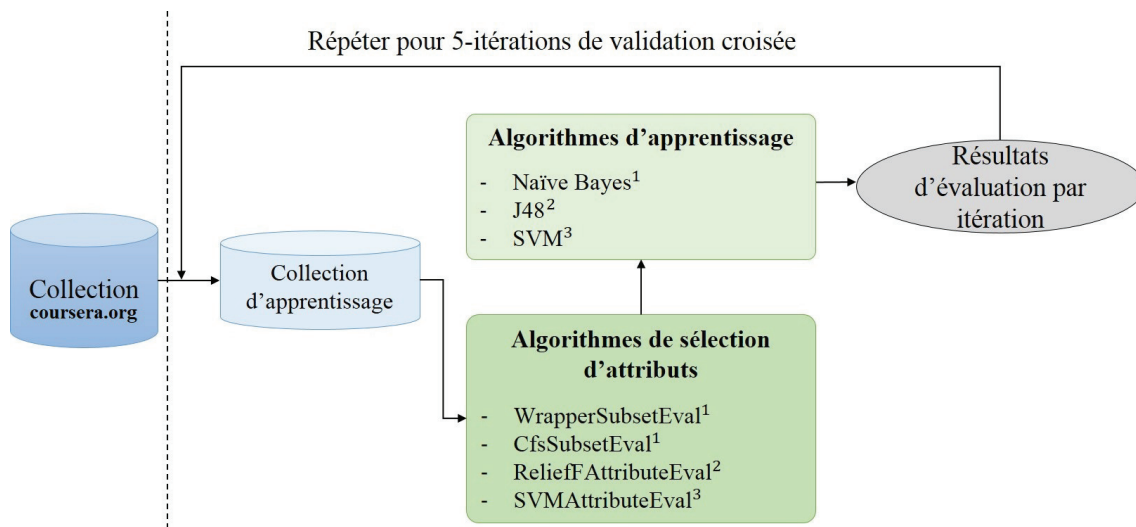 Répéter pour 5-itérations de validation croisée
Algorithmes d'apprentissage
- Naïve Bayes¹
- J48²
- SVM³
Résultats
d'évaluation par
itération
Collection
coursera.org
Collection
d'apprentissage
Algorithmes de sélection
d'attributs
- WrapperSubsetEval¹
- CfsSubsetEval¹
- ReliefFAttributeEval²
- SVMAttributeEval³